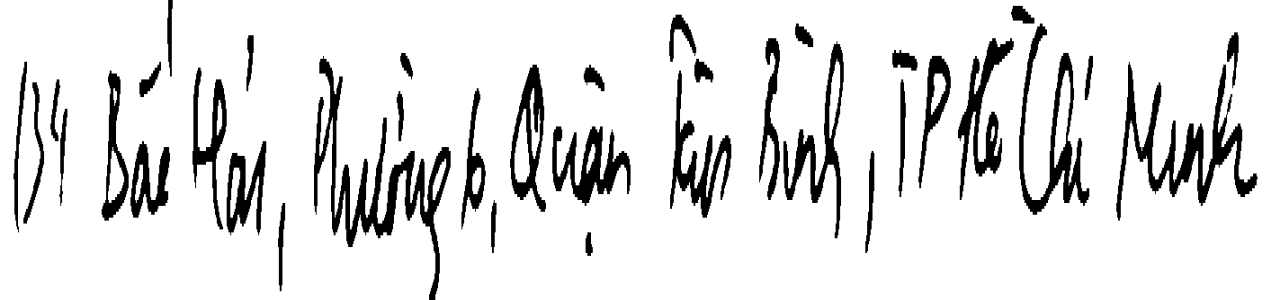 134 Bắc Hải, Phường 6, Quận Tân Bình, TP Hồ Chí Minh